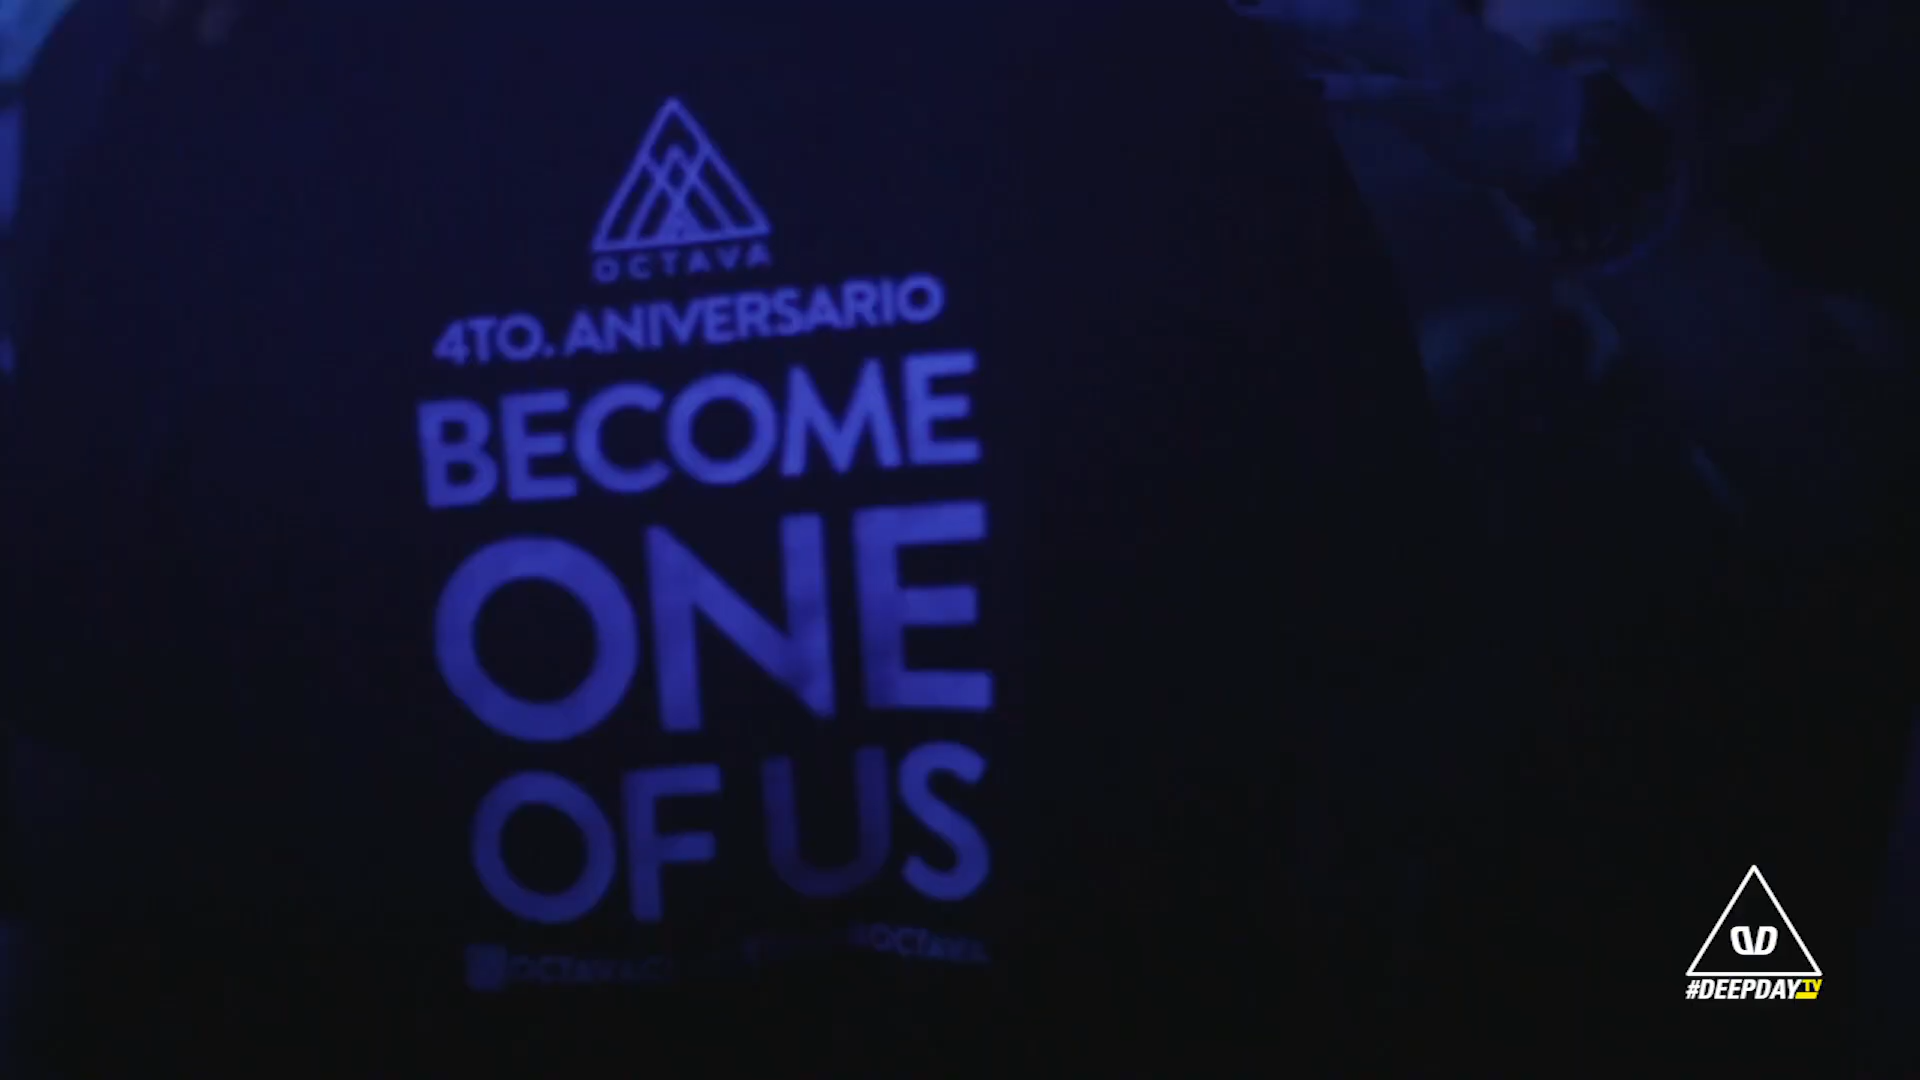 OCTAVA
4TO. ANIVERSARIO
BECOME
ONE
OF US
#DEEPDAYTV